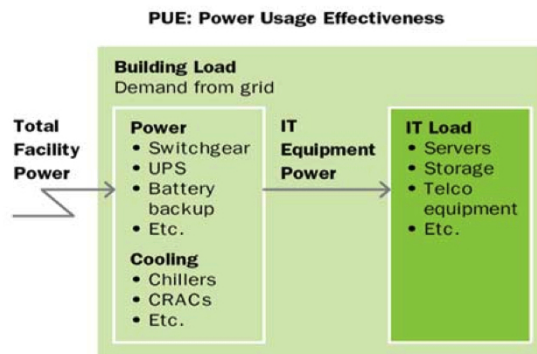 PUE: Power Usage Effectiveness
Building Load
Demand from grid
Total
Facility
Power
Power
• Switchgear
• UPS
• Battery
backup
• Etc.
Cooling
• Chillers
• CRACs
• Etc.
IT
Equipment
Power
IT Load
• Servers
• Storage
• Telco
equipment
• Etc.